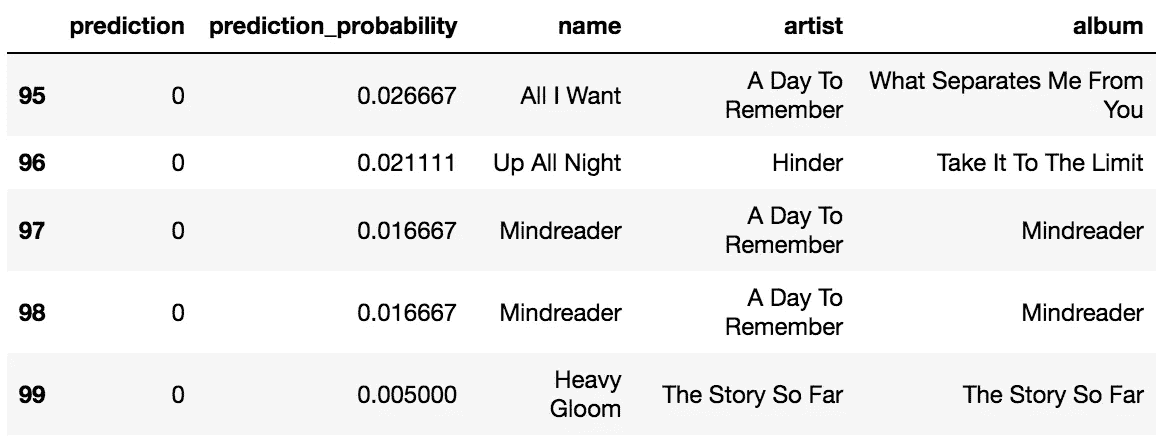 prediction prediction_probability name artist album
95 0 0.026667 All I Want A Day To Remember What Separates Me From You
96 0 0.021111 Up All Night Hinder Take It To The Limit
97 0 0.016667 Mindreader A Day To Remember Mindreader
98 0 0.016667 Mindreader A Day To Remember Mindreader
99 0 0.005000 Heavy Gloom The Story So Far The Story So Far